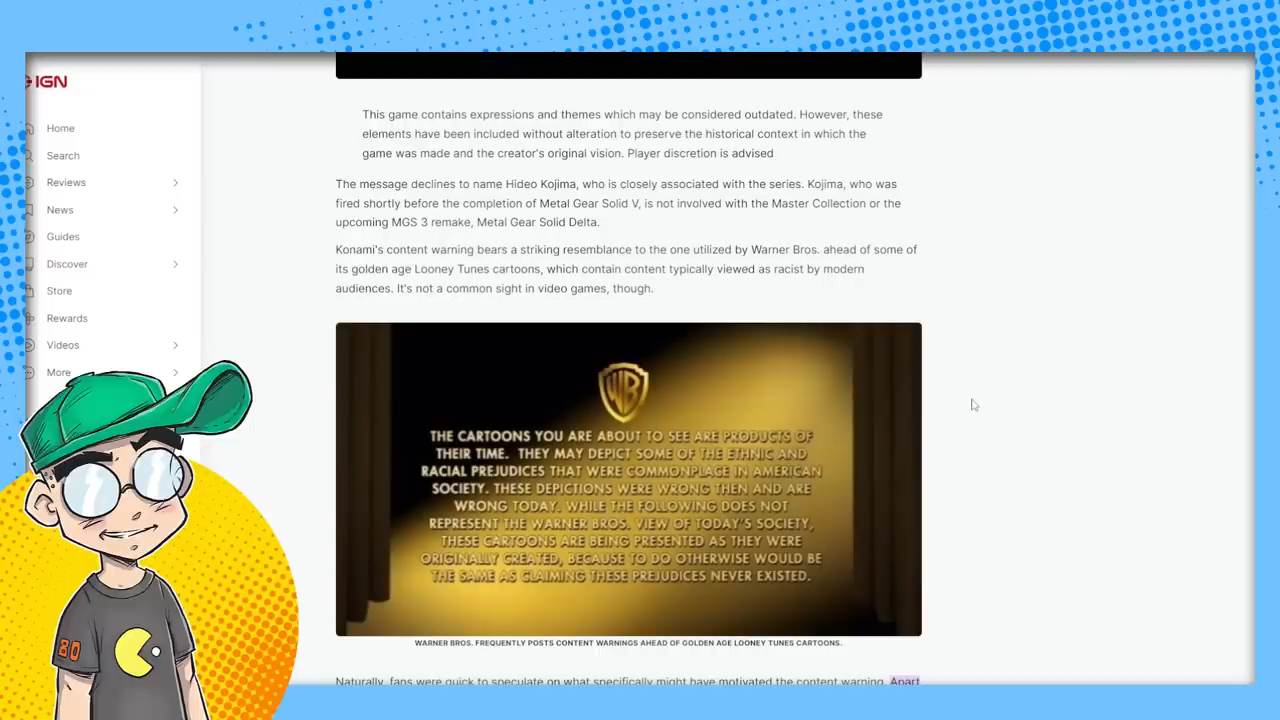 IGN
Home
Search
Reviews
News
Guides
Discover
Store
Rewards
Videos
More
This game contains expressions and themes which may be considered outdated. However, these
elements have been included without alteration to preserve the historical context in which the
game was made and the creator's original vision. Player discretion is advised
The message declines to name Hideo Kojima, who is closely associated with the series. Kojima, who was
fired shortly before the completion of Metal Gear Solid V, is not involved with the Master Collection or the
upcoming MGS 3 remake, Metal Gear Solid Delta.
Konami's content warning bears a striking resemblance to the one utilized by Warner Bros. ahead of some of
its golden age Looney Tunes cartoons, which contain content typically viewed as racist by modern
audiences. It's not a common sight in video games, though.
WB
THE CARTOONS YOU ARE ABOUT TO SEE ARE PRODUCTS OF
THEIR TIME. THEY MAY DEPICT SOME OF THE ETHNIC AND
RACIAL PREJUDICES THAT WERE COMMONPLACE IN AMERICAN
SOCIETY. THESE DEPICTIONS WERE WRONG THEN AND ARE
WRONG TODAY. WHILE THE FOLLOWING DOES NOT
REPRESENT THE WARNER BROS. VIEW OF TODAY'S SOCIETY,
THESE CARTOONS ARE BEING PRESENTED AS THEY WERE
ORIGINALLY CREATED, BECAUSE TO DO OTHERWISE WOULD BE
THE SAME AS CLAIMING THESE PREJUDICES NEVER EXISTED.
WARNER BROS. FREQUENTLY POSTS CONTENT WARNINGS AHEAD OF GOLDEN AGE LOONEY TUNES CARTOONS.
Naturally, fans were quick to speculate on what specifically might have motivated the content warning. Apart
80